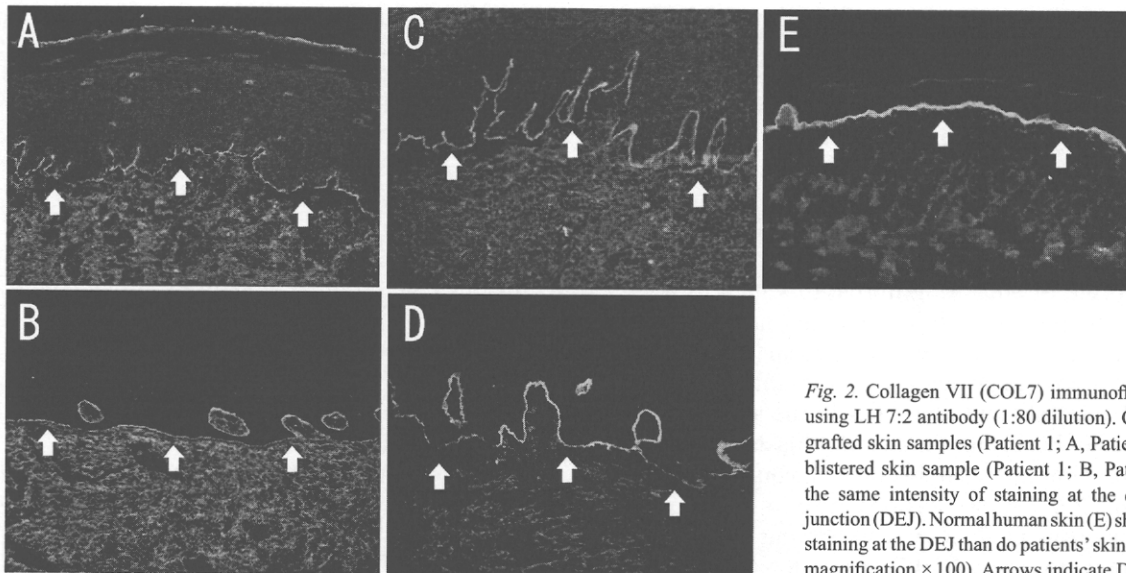 A
C
E
B
D
Fig. 2. Collagen VII (COL7) immunofl
using LH 7:2 antibody (1:80 dilution).
grafted skin samples (Patient 1; A, Patie
blistered skin sample (Patient 1; B, Pat
the same intensity of staining at the
junction (DEJ). Normal human skin (E) sh
staining at the DEJ than do patients' skin
magnification × 100). Arrows indicate D